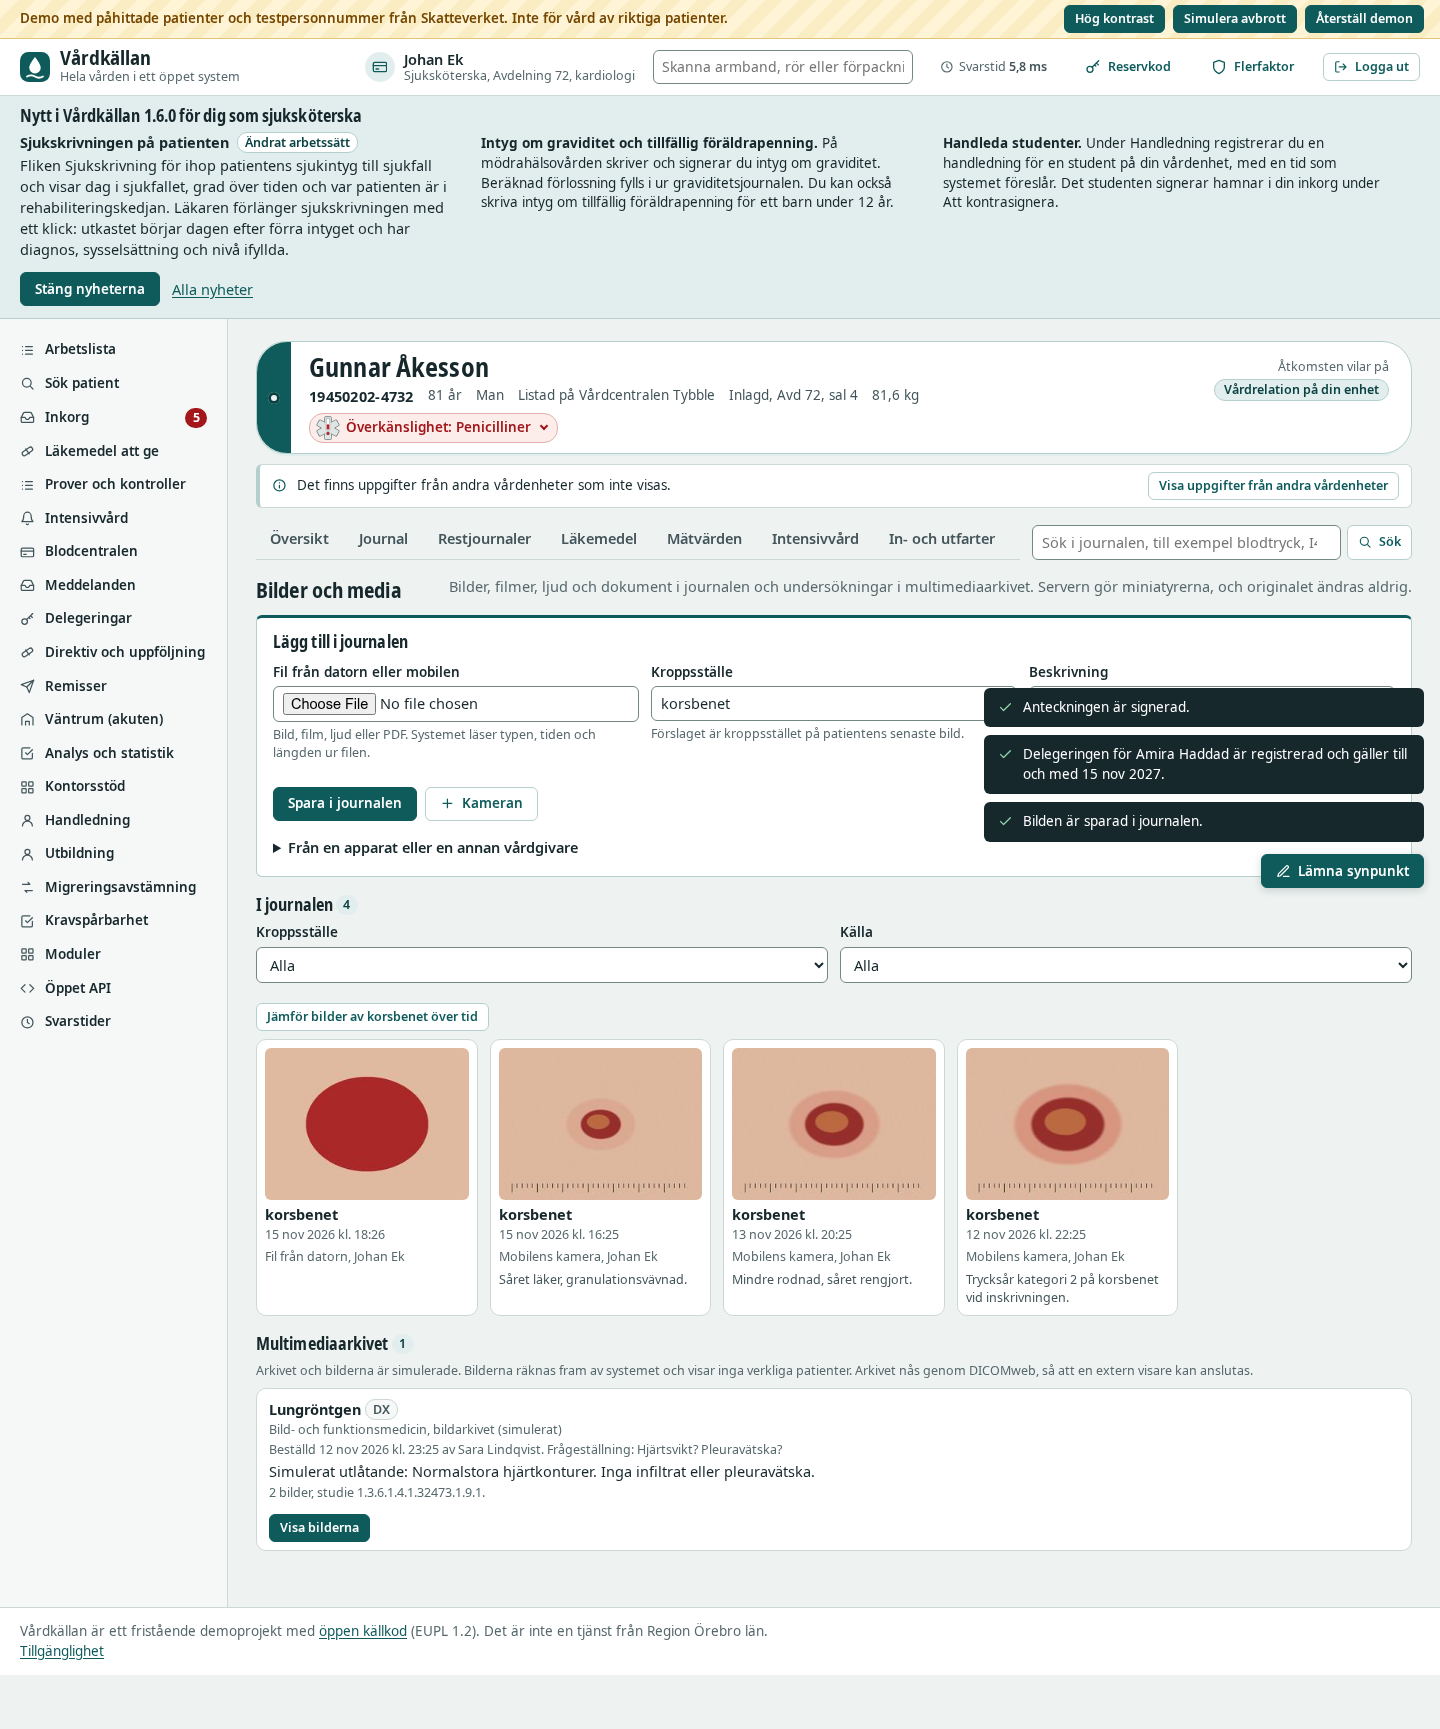 Demo med påhittade patienter och testpersonnummer från Skatteverket. Inte för vård av riktiga patienter.
Hög kontrast
Simulera avbrott
Återställ demon
Vårdkällan
Hela vården i ett öppet system
Johan Ek
Sjuksköterska, Avdelning 72, kardiologi
Skanna armband, rör eller förpackni
Svarstid 5,8 ms
Reservkod
Flerfaktor
Logga ut
Nytt i Vårdkällan 1.6.0 för dig som sjuksköterska
Sjukskrivningen på patienten
Ändrat arbetssätt
Fliken Sjukskrivning för ihop patientens sjukintyg till sjukfall
och visar dag i sjukfallet, grad över tiden och var patienten är i
rehabiliteringskedjan. Läkaren förlänger sjukskrivningen med
ett klick: utkastet börjar dagen efter förra intyget och har
diagnos, sysselsättning och nivå ifyllda.
Intyg om graviditet och tillfällig föräldrapenning. På
mödrahälsovården skriver och signerar du intyg om graviditet.
Beräknad förlossning fylls i ur graviditetsjournalen. Du kan också
skriva intyg om tillfällig föräldrapenning för ett barn under 12 år.
Handleda studenter. Under Handledning registrerar du en
handledning för en student på din vårdenhet, med en tid som
systemet föreslår. Det studenten signerar hamnar i din inkorg under
Att kontrasignera.
Stäng nyheterna
Alla nyheter
Arbetslista
Sök patient
Inkorg 5
Läkemedel att ge
Prover och kontroller
Intensivvård
Blodcentralen
Meddelanden
Delegeringar
Direktiv och uppföljning
Remisser
Väntrum (akuten)
Analys och statistik
Kontorsstöd
Handledning
Utbildning
Migreringsavstämning
Kravspårbarhet
Moduler
Öppet API
Svarstider
Gunnar Åkesson
19450202-4732 81 år Man Listad på Vårdcentralen Tybble Inlagd, Avd 72, sal 4 81,6 kg
Överkänslighet: Penicilliner
Åtkomsten vilar på
Vårdrelation på din enhet
Det finns uppgifter från andra vårdenheter som inte visas.
Visa uppgifter från andra vårdenheter
Översikt
Journal
Restjournaler
Läkemedel
Mätvärden
Intensivvård
In- och utfarter
Sök i journalen, till exempel blodtryck, I
Sök
Bilder och media
Bilder, filmer, ljud och dokument i journalen och undersökningar i multimediaarkivet. Servern gör miniatyrerna, och originalet ändras aldrig.
Lägg till i journalen
Fil från datorn eller mobilen
Choose File No file chosen
Bild, film, ljud eller PDF. Systemet läser typen, tiden och
längden ur filen.
Kroppsställe
korsbenet
Förslaget är kroppsstället på patientens senaste bild.
Beskrivning
Anteckningen är signerad.
Delegeringen för Amira Haddad är registrerad och gäller till
och med 15 nov 2027.
Bilden är sparad i journalen.
Spara i journalen
Kameran
Från en apparat eller en annan vårdgivare
Lämna synpunkt
I journalen 4
Kroppsställe
Alla
Källa
Alla
Jämför bilder av korsbenet över tid
korsbenet
15 nov 2026 kl. 18:26
Fil från datorn, Johan Ek
korsbenet
15 nov 2026 kl. 16:25
Mobilens kamera, Johan Ek
Såret läker, granulationsvävnad.
korsbenet
13 nov 2026 kl. 20:25
Mobilens kamera, Johan Ek
Mindre rodnad, såret rengjort.
korsbenet
12 nov 2026 kl. 22:25
Mobilens kamera, Johan Ek
Trycksår kategori 2 på korsbenet
vid inskrivningen.
Multimediaarkivet 1
Arkivet och bilderna är simulerade. Bilderna räknas fram av systemet och visar inga verkliga patienter. Arkivet nås genom DICOMweb, så att en extern visare kan anslutas.
Lungröntgen DX
Bild- och funktionsmedicin, bildarkivet (simulerat)
Beställd 12 nov 2026 kl. 23:25 av Sara Lindqvist. Frågeställning: Hjärtsvikt? Pleuravätska?
Simulerat utlåtande: Normalstora hjärtkonturer. Inga infiltrat eller pleuravätska.
2 bilder, studie 1.3.6.1.4.1.32473.1.9.1.
Visa bilderna
Vårdkällan är ett fristående demoprojekt med öppen källkod (EUPL 1.2). Det är inte en tjänst från Region Örebro län.
Tillgänglighet